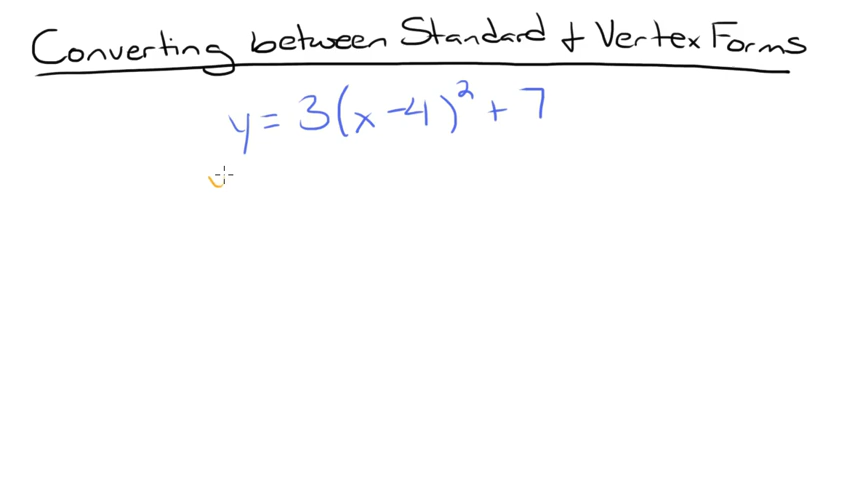 Converting between Standard + Vertex Forms
y = 3(x-4)² + 7